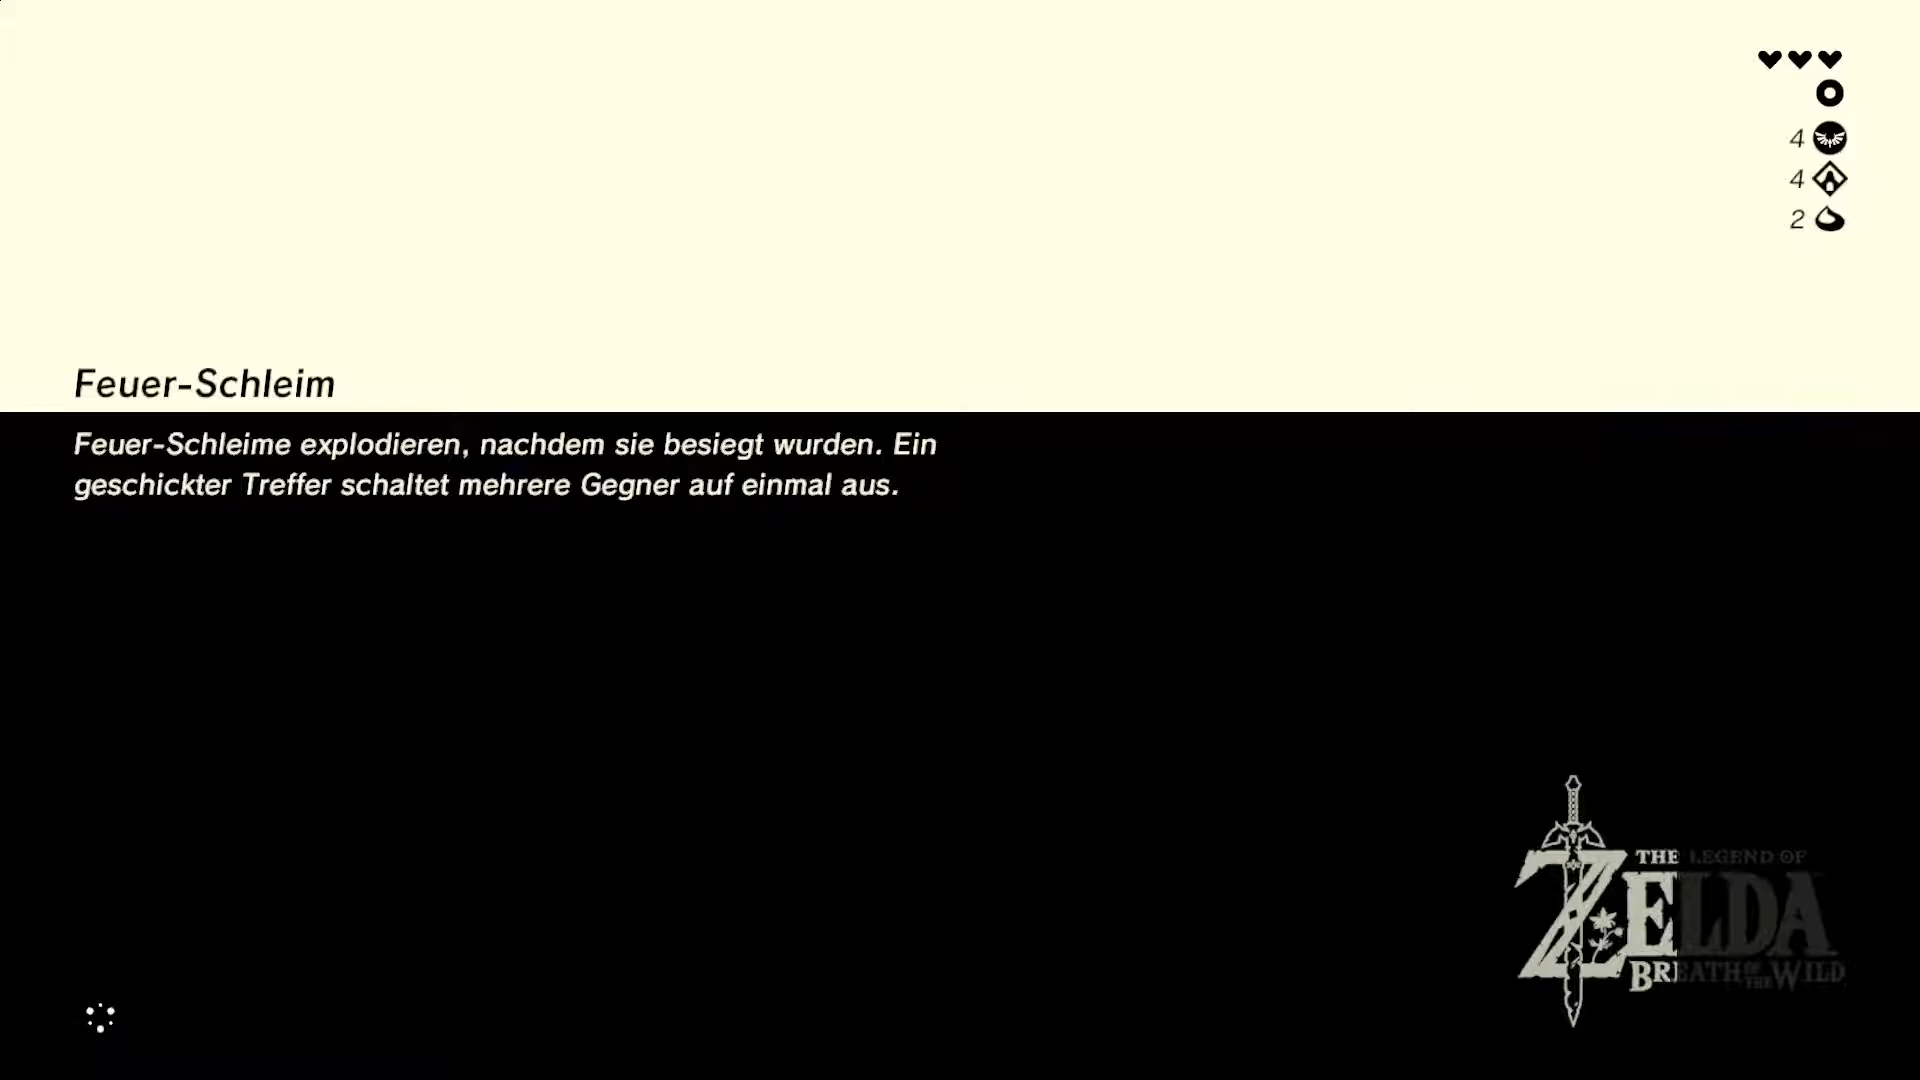 4
4
2
Feuer-Schleim
Feuer-Schleime explodieren, nachdem sie besiegt wurden. Ein
geschickter Treffer schaltet mehrere Gegner auf einmal aus.
THE LEGEND OF
ZELDA
BREATH OF THE WILD